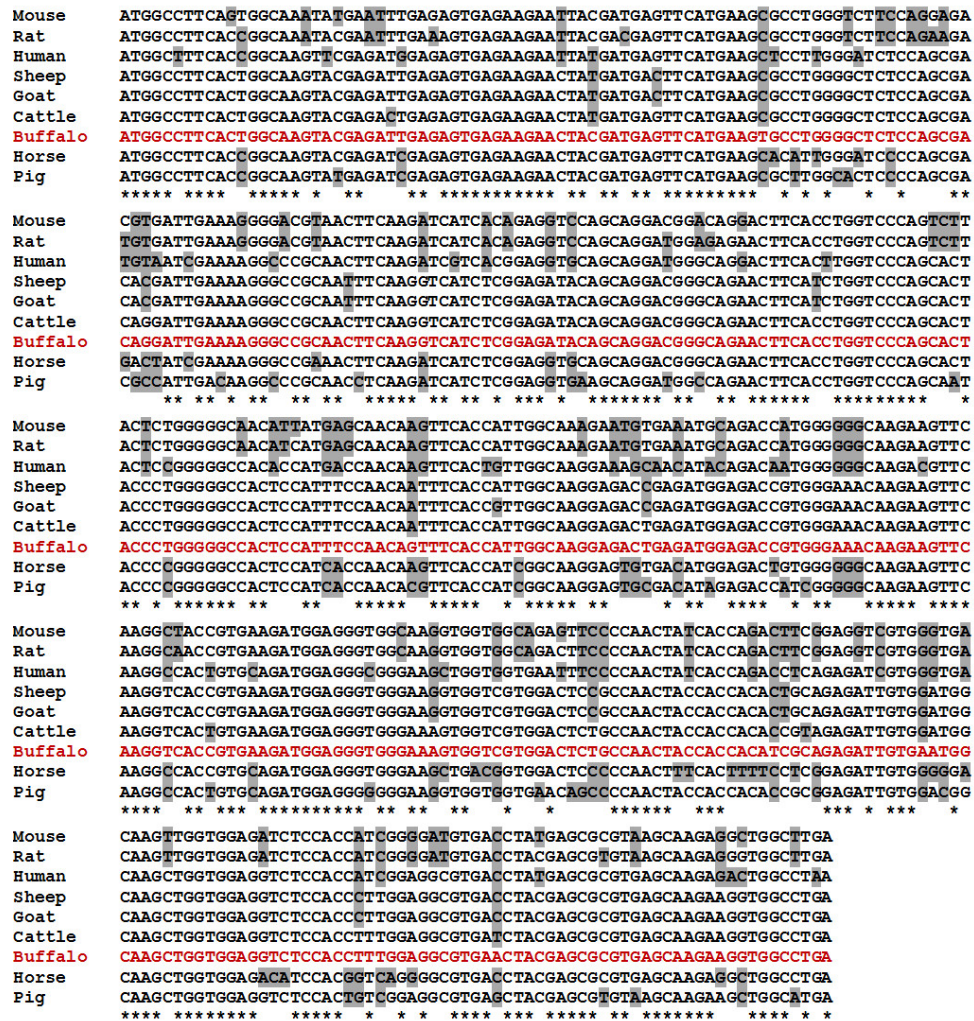 Mouse ATGGCCTTCAGTGGCAAATATGAATTTGAGAGTGAGAAGAATTACGATGAGTTCATGAAGCGCCTGGGTCTTCCAGGAGA
Rat ATGGCCTTCACCGGCAAATACGAATTTGAAAGTGAGAAGAATTACGACGAGTTCATGAAGCGCCTGGGTCTTCCAGAAGA
Human ATGGCTTTCACCGGCAAGTTCGAGATGGAGAGTGAGAAGAATTATGATGAGTTCATGAAGCTCCTTGGGATCTCCAGCGA
Sheep ATGGCCTTCACTGGCAAGTACGAGATTGAGAGTGAGAAGAACTATGATGACTTCATGAAGCGCCTGGGGCTCTCCAGCGA
Goat ATGGCCTTCACTGGCAAGTACGAGATTGAGAGTGAGAAGAACTATGATGACTTCATGAAGCGCCTGGGGCTCTCCAGCGA
Cattle ATGGCCTTCACTGGCAAGTACGAGACTGAGAGTGAGAAGAACTATGATGAGTTCATGAAGCGCCTGGGGCTCTCCAGCGA
Buffalo ATGGCCTTCACTGGCAAGTACGAGATTGAGAGTGAGAAGAACTACGATGAGTTCATGAAGTGCCTGGGGCTCTCCAGCGA
Horse ATGGCCTTCACCGGCAAGTACGAGATCGAGAGTGAGAAGAACTACGATGAGTTCATGAAGCACATTGGGATCCCCAGCGA
Pig ATGGCCTTCACCGGCAAGTATGAGATCGAGAGTGAGAAGAACTACGATGAGTTCATGAAGCGCTTGGCACTCCCCAGCGA
***** **** ****** * ** ** *********** ** ** ** ********** * * * * * **
Mouse CGTGATTGAAAGGGGACGTAACTTCAAGATCATCACAGAGGTCCAGCAGGACGGACAGGACTTCACCTGGTCCCAGTCTT
Rat TGTGATTGAAAGGGGACGTAACTTCAAGATCATCACAGAGGTCCAGCAGGATGGAGAGAACTTCACCTGGTCCCAGTCTT
Human TGTAATCGAAAAGGCCCGCAACTTCAAGATCGTCACGGAGGTGCAGCAGGATGGGCAGGACTTCACTTGGTCCCAGCACT
Sheep CACGATTGAAAAGGGCCGCAATTTCAAGGTCATCTCGGAGATACAGCAGGACGGGCAGAACTTCATCTGGTCCCAGCACT
Goat CACGATTGAAAAGGGCCGCAATTTCAAGGTCATCTCGGAGATACAGCAGGACGGGCAGAACTTCATCTGGTCCCAGCACT
Cattle CAGGATTGAAAAGGGCCGCAACTTCAAGGTCATCTCGGAGATACAGCAGGACGGGCAGAACTTCACCTGGTCCCAGCACT
Buffalo CAGGATTGAAAAGGGCCGCAACTTCAAGGTCATCTCGGAGATACAGCAGGACGGGCAGAACTTCACCTGGTCCCAGCACT
Horse GACTATCGAAAAGGGCCGAAACTTCAAGATCATCTCGGAGGTGCAGCAGGACGGGCAGAACTTCACCTGGTCCCAGCACT
Pig CGCCATTGACAAGGCCCGCAACCTCAAGATCATCTCGGAGGTGAAGCAGGATGGCCAGAACTTCACCTGGTCCCAGCAAT
** ** * ** ** ** ***** ** ** * *** * ******* ** ** ****** ********* *
Mouse ACTCTGGGGGCAACATTATGAGCAACAAGTTCACCATTGGCAAAGAATGTGAAATGCAGACCATGGGGGGCAAGAAGTTC
Rat ACTCTGGGGGCAACATCATGAGCAACAAGTTCACCATTGGCAAAGAATGTGAAATGCAGACCATGGGGGGCAAGAAGTTC
Human ACTCCGGGGGCCACACCATGACCAACAAGTTCACTGTTGGCAAGGAAAGCAACATACAGACAATGGGGGGCAAGACGTTC
Sheep ACCCTGGGGGCCACTCCATTTCCAACAATTTCACCATTGGCAAGGAGACCGAGATGGAGACCGTGGGAAACAAGAAGTTC
Goat ACCCTGGGGGCCACTCCATTTCCAACAATTTCACCGTTGGCAAGGAGACCGAGATGGAGACCGTGGGAAACAAGAAGTTC
Cattle ACCCTGGGGGCCACTCCATTTCCAACAATTTCACCATTGGCAAGGAGACTGAGATGGAGACCGTGGGAAACAAGAAGTTC
Buffalo ACCCTGGGGGCCACTCCATTTCCAACAGTTTCACCATTGGCAAGGAGACTGAGATGGAGACCGTGGGAAACAAGAAGTTC
Horse ACCCCGGGGGCCACTCCATCACCAACAAGTTCACCATCGGCAAGGAGTGTGACATGGAGACTGTGGGGGGCAAGAAGTTC
Pig ACCCCGGGGGCCACTCCATCACCAACACGTTCACCATCGGCAAGGAGTGCGACATAGAGACCATCGGGGGCAAGAAGTTC
** * ****** ** ** ***** ***** * ***** ** * ** **** * ** ***** ****
Mouse AAGGCTACCGTGAAGATGGAGGGTGGCAAGGTGGTGGCAGAGTTCCCCAACTATCACCAGACTTCGGAGGTCGTGGGTGA
Rat AAGGCAACCGTGAAGATGGAGGGTGGCAAGGTGGTGGCAGACTTCCCCAACTATCACCAGACTTCGGAGGTCGTGGGTGA
Human AAGGCCACTGTGCAGATGGAGGGCGGGAAGCTGGTGGTGAATTTCCCCAACTATCACCAGACCTCAGAGATCGTGGGTGA
Sheep AAGGTCACCGTGAAGATGGAGGGTGGGAAGGTGGTCGTGGACTCCGCCAACTACCACCACACTGCAGAGATTGTGGATGG
Goat AAGGTCACCGTGAAGATGGAGGGTGGGAAGGTGGTCGTGGACTCCGCCAACTACCACCACACTGCAGAGATTGTGGATGG
Cattle AAGGTCACTGTGAAGATGGAGGGTGGGAAAGTGGTCGTGGACTCTGCCAACTACCACCACACCGTAGAGATTGTGGATGG
Buffalo AAGGTCACCGTGAAGATGGAGGGTGGGAAAGTGGTCGTGGACTCTGCCAACTACCACCACATCGCAGAGATTGTGAATGG
Horse AAGGCCACCGTGCAGATGGAGGGTGGGAAGCTGACGGTGGACTCCCCCAACTTTCACTTTTCCTCGGAGATTGTGGGGGA
Pig AAGGCCACTGTGCAGATGGAGGGGGGGAAGGTGGTGGTGAACAGCCCCAACTACCACCACACCGCGGAGATTGTGGACGG
**** ** *** ********** ** ** ** * * ****** *** *** * *** *
Mouse CAAGTTGGTGGAGATCTCCACCATCGGGGATGTGACCTATGAGCGCGTAAGCAAGAGGCTGGCTTGA
Rat CAAGTTGGTGGAGATCTCCACCATCGGGGATGTGACCTACGAGCGTGTAAGCAAGAGGGTGGCTTGA
Human CAAGCTGGTGGAGGTCTCCACCATCGGAGGCGTGACCTATGAGCGCGTGAGCAAGAGACTGGCCTAA
Sheep CAAGCTGGTGGAGGTCTCCACCCTTGGAGGCGTGACCTACGAGCGCGTGAGCAAGAAGGTGGCCTGA
Goat CAAGCTGGTGGAGGTCTCCACCCTTGGAGGCGTGACCTACGAGCGCGTGAGCAAGAAGGTGGCCTGA
Cattle CAAGCTGGTGGAGGTCTCCACCTTTGGAGGCGTGATCTACGAGCGCGTGAGCAAGAAGGTGGCCTGA
Buffalo CAAGCTGGTGGAGGTCTCCACCTTTGGAGGCGTGAACTACGAGCGCGTGAGCAAGAAGGTGGCCTGA
Horse CAAGCTGGTGGAGACATCCACGGTCAGGGGCGTGACCTACGAGCGCGTGAGCAAGAGGCTGGCCTGA
Pig CAAGCTGGTGGAGGTCTCCACTGTCGGAGGCGTGAGCTACGAGCGTGTAAGCAAGAAGCTGGCATGA
**** ******** ***** * * * **** *** ***** ** ******* **** * *